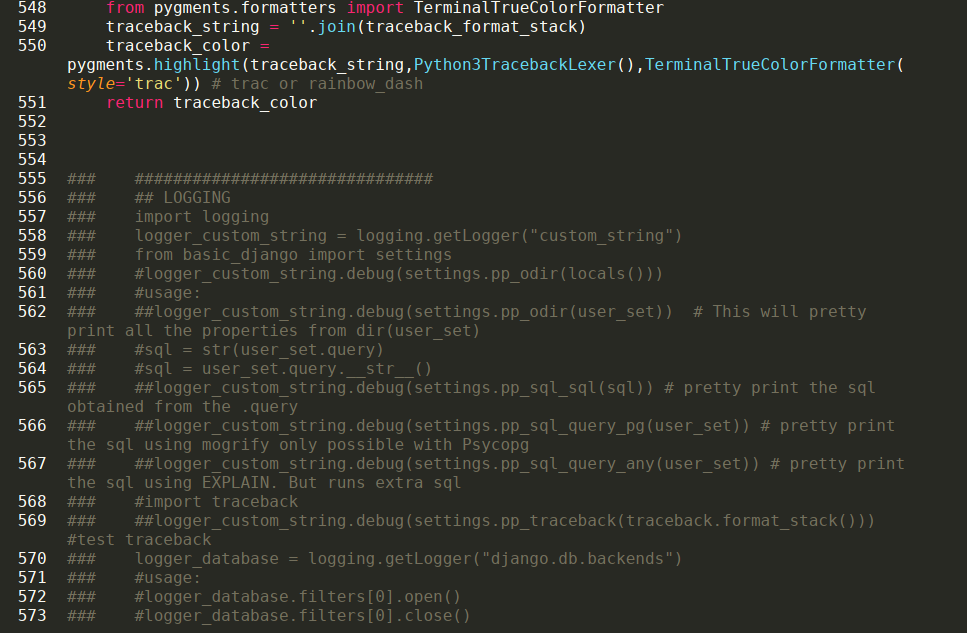 548      from pygments.formatters import TerminalTrueColorFormatter
549      traceback_string = ''.join(traceback_format_stack)
550      traceback_color =
pygments.highlight(traceback_string,Python3TracebackLexer(),TerminalTrueColorFormatter(
style='trac')) # trac or rainbow_dash
551      return traceback_color
552
553
554
555  ###    ###############################
556  ###    ## LOGGING
557  ###    import logging
558  ###    logger_custom_string = logging.getLogger("custom_string")
559  ###    from basic_django import settings
560  ###    #logger_custom_string.debug(settings.pp_odir(locals()))
561  ###    #usage:
562  ###    ##logger_custom_string.debug(settings.pp_odir(user_set))  # This will pretty
print all the properties from dir(user_set)
563  ###    #sql = str(user_set.query)
564  ###    #sql = user_set.query.__str__()
565  ###    ##logger_custom_string.debug(settings.pp_sql_sql(sql)) # pretty print the sql
obtained from the .query
566  ###    ##logger_custom_string.debug(settings.pp_sql_query_pg(user_set)) # pretty print
the sql using mogrify only possible with Psycopg
567  ###    ##logger_custom_string.debug(settings.pp_sql_query_any(user_set)) # pretty print
the sql using EXPLAIN. But runs extra sql
568  ###    #import traceback
569  ###    ##logger_custom_string.debug(settings.pp_traceback(traceback.format_stack()))
#test traceback
570  ###    logger_database = logging.getLogger("django.db.backends")
571  ###    #usage:
572  ###    #logger_database.filters[0].open()
573  ###    #logger_database.filters[0].close()